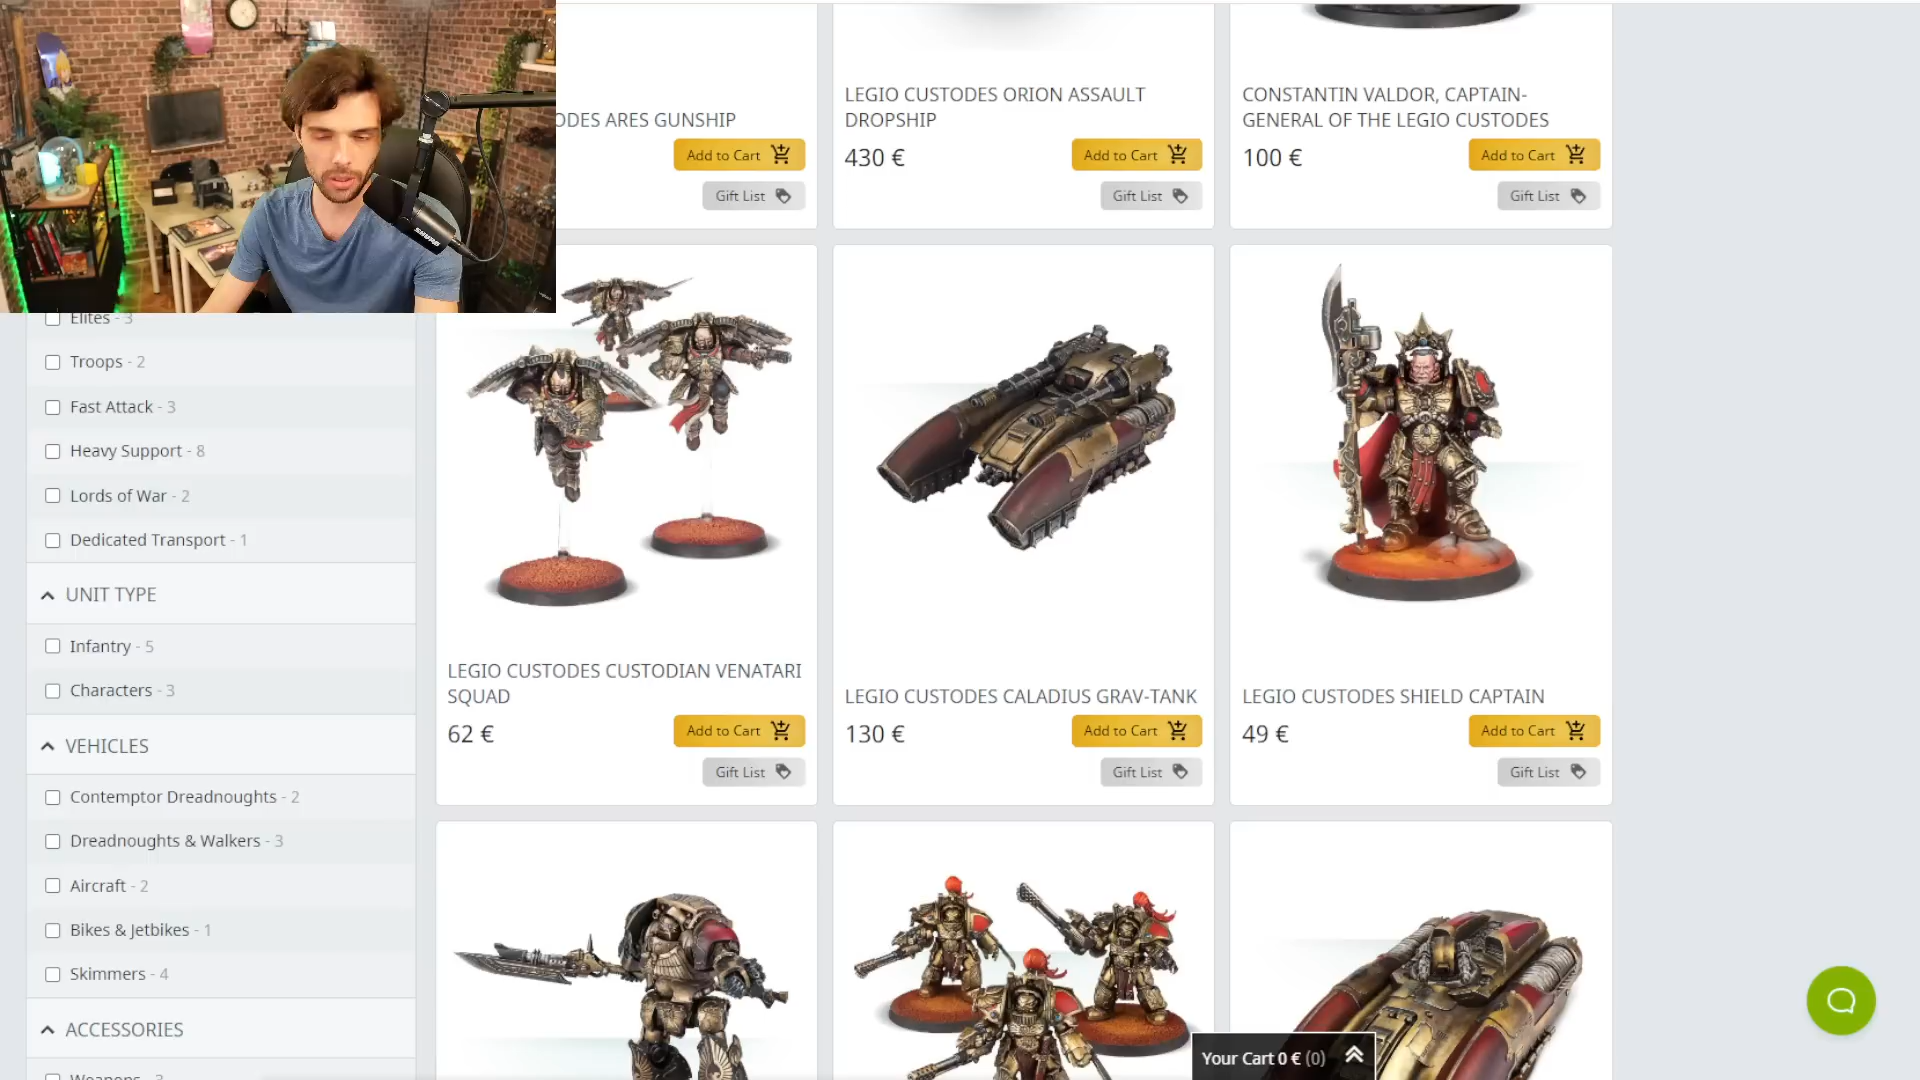 ODES ARES GUNSHIP
Add to Cart
Gift List
LEGIO CUSTODES ORION ASSAULT
DROPSHIP
430 €
Add to Cart
Gift List
CONSTANTIN VALDOR, CAPTAIN-
GENERAL OF THE LEGIO CUSTODES
100 €
Add to Cart
Gift List
SHURE
Elites - 3
Troops - 2
Fast Attack - 3
Heavy Support - 8
Lords of War - 2
Dedicated Transport - 1
UNIT TYPE
Infantry - 5
Characters - 3
VEHICLES
Contemptor Dreadnoughts - 2
Dreadnoughts & Walkers - 3
Aircraft - 2
Bikes & Jetbikes - 1
Skimmers - 4
ACCESSORIES
Weapons - 3
LEGIO CUSTODES CUSTODIAN VENATARI
SQUAD
62 €
Add to Cart
Gift List
LEGIO CUSTODES CALADIUS GRAV-TANK
130 €
Add to Cart
Gift List
LEGIO CUSTODES SHIELD CAPTAIN
49 €
Add to Cart
Gift List
Your Cart 0 € (0)